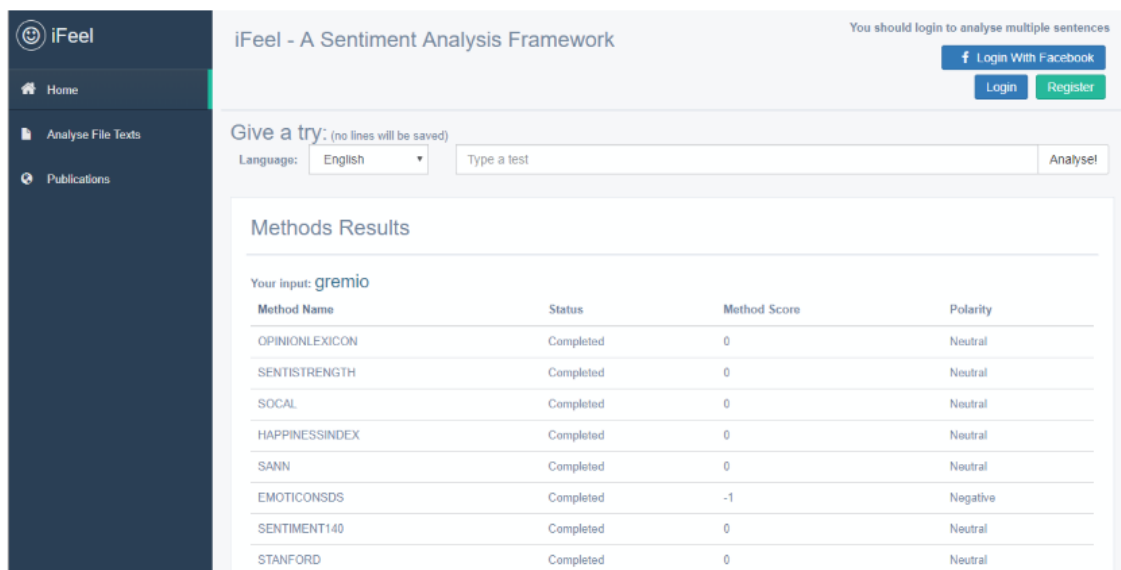 iFeel
Home
Analyse File Texts
Publications
iFeel - A Sentiment Analysis Framework
You should login to analyse multiple sentences
f Login With Facebook
Login Register
Give a try: (no lines will be saved)
Language: English Type a test Analyse!
Methods Results
Your input: gremio
Method Name Status Method Score Polarity
OPINIONLEXICON Completed 0 Neutral
SENTISTRENGTH Completed 0 Neutral
SOCAL Completed 0 Neutral
HAPPINESSINDEX Completed 0 Neutral
SANN Completed 0 Neutral
EMOTICONSDS Completed -1 Negative
SENTIMENT140 Completed 0 Neutral
STANFORD Completed 0 Neutral